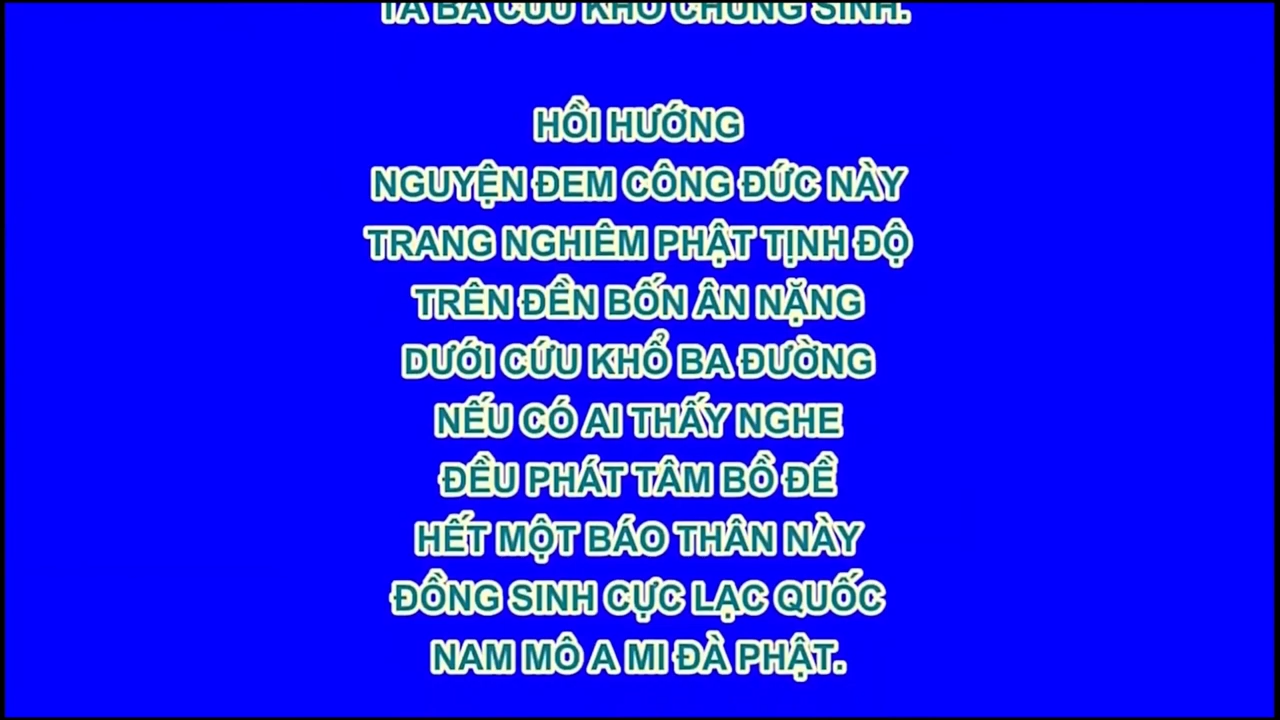 TA BÀ CỨU KHỔ CHÚNG SINH.
HỒI HƯỚNG
NGUYỆN ĐEM CÔNG ĐỨC NÀY
TRANG NGHIÊM PHẬT TỊNH ĐỘ
TRÊN ĐỀN BỐN ÂN NẶNG
DƯỚI CỨU KHỔ BA ĐƯỜNG
NẾU CÓ AI THẤY NGHE
ĐỀU PHÁT TÂM BỒ ĐỀ
HẾT MỘT BÁO THÂN NÀY
ĐỒNG SINH CỰC LẠC QUỐC
NAM MÔ A MI ĐÀ PHẬT.